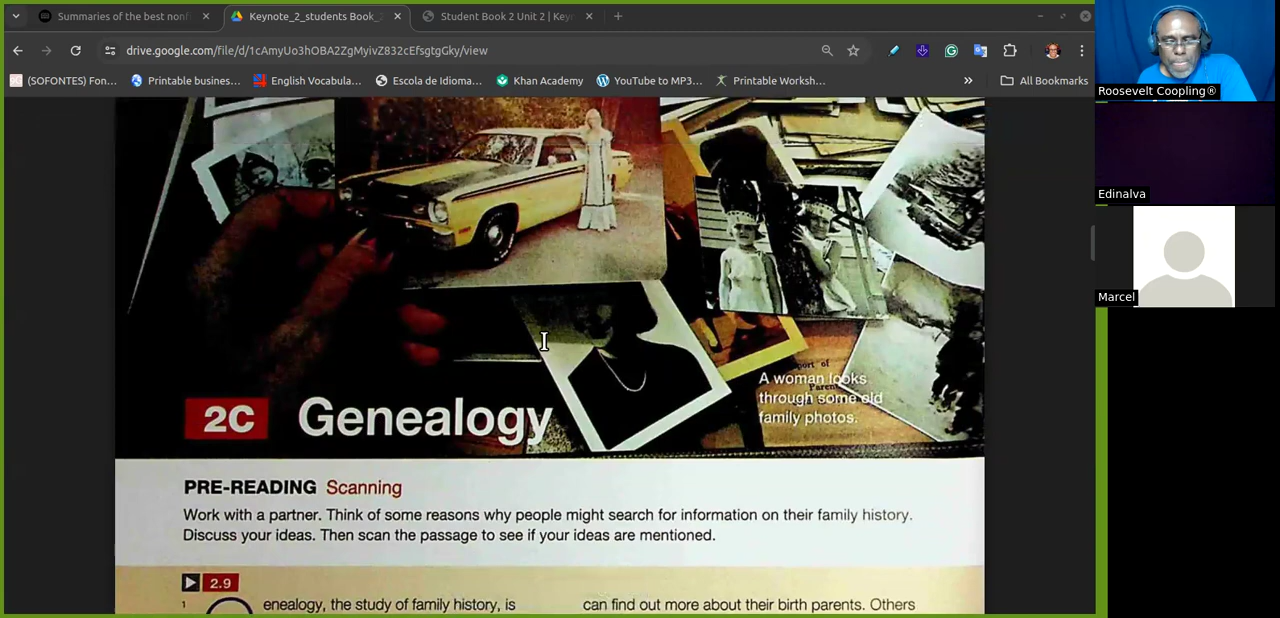 Summaries of the best nonf
Keynote_2_students Book_2
Student Book 2 Unit 2 | Keyn
drive.google.com/file/d/1cAmyUo3hOBA2ZgMyivZ832cEfsgtgGky/view
(SOFONTES) Fon...
Printable busines...
English Vocabula...
Escola de Idioma...
Khan Academy
YouTube to MP3...
Printable Worksh...
»
All Bookmarks
Roosevelt Coopling®
Edinalva
Marcel
A woman looks
through some old
family photos.
2C Genealogy
PRE-READING Scanning
Work with a partner. Think of some reasons why people might search for information on their family history.
Discuss your ideas. Then scan the passage to see if your ideas are mentioned.
2.9
1
enealogy, the study of family history, is
can find out more about their birth parents. Others